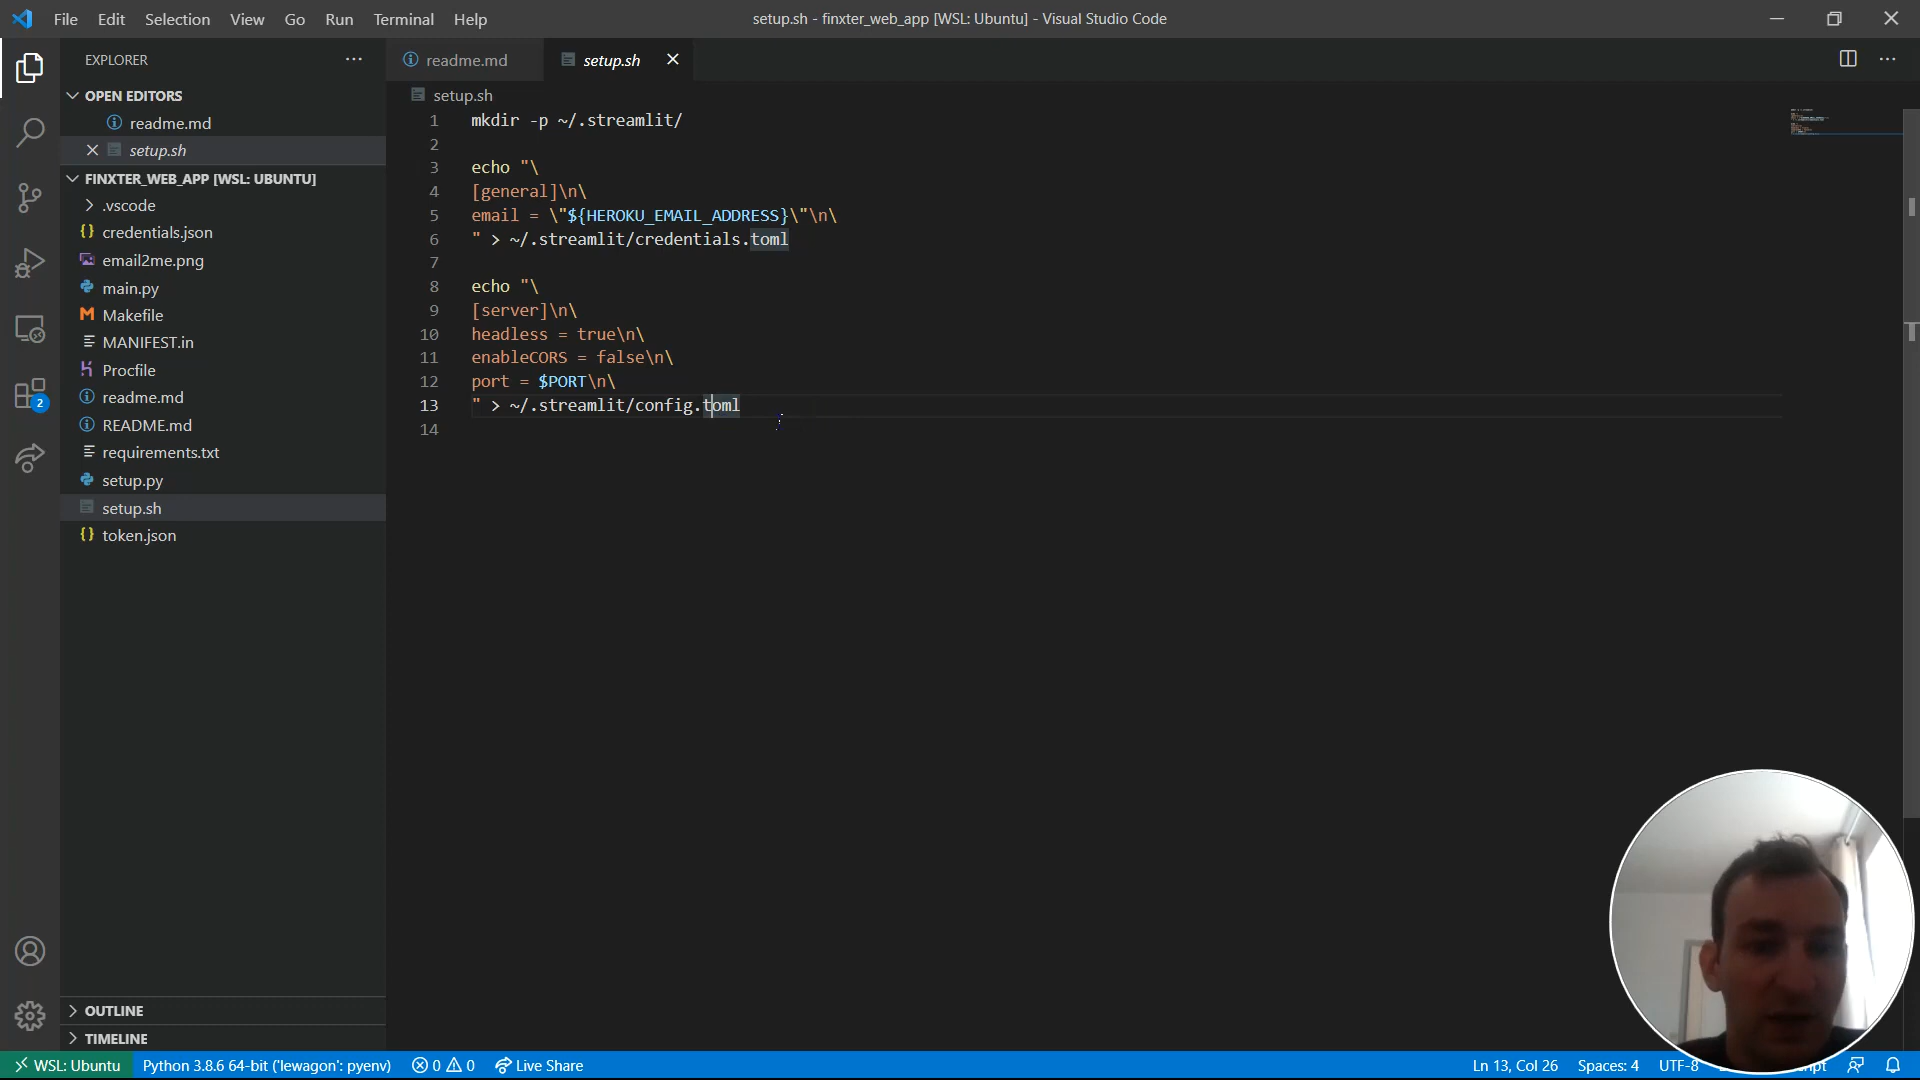 File Edit Selection View Go Run Terminal Help
setup.sh - finxter_web_app [WSL: Ubuntu] - Visual Studio Code
EXPLORER
OPEN EDITORS
readme.md
setup.sh
FINXTER_WEB_APP [WSL: UBUNTU]
.vscode
credentials.json
email2me.png
main.py
Makefile
MANIFEST.in
Procfile
readme.md
README.md
requirements.txt
setup.py
setup.sh
token.json
OUTLINE
TIMELINE
readme.md
setup.sh
setup.sh
1 mkdir -p ~/.streamlit/
2
3 echo "\
4 [general]\n\
5 email = \"${HEROKU_EMAIL_ADDRESS}\"\n\
6 " > ~/.streamlit/credentials.toml
7
8 echo "\
9 [server]\n\
10 headless = true\n\
11 enableCORS = false\n\
12 port = $PORT\n\
13 " > ~/.streamlit/config.toml
14
2
WSL: Ubuntu Python 3.8.6 64-bit ('lewagon': pyenv) 0 0 Live Share
Ln 13, Col 26 Spaces: 4 UTF-8